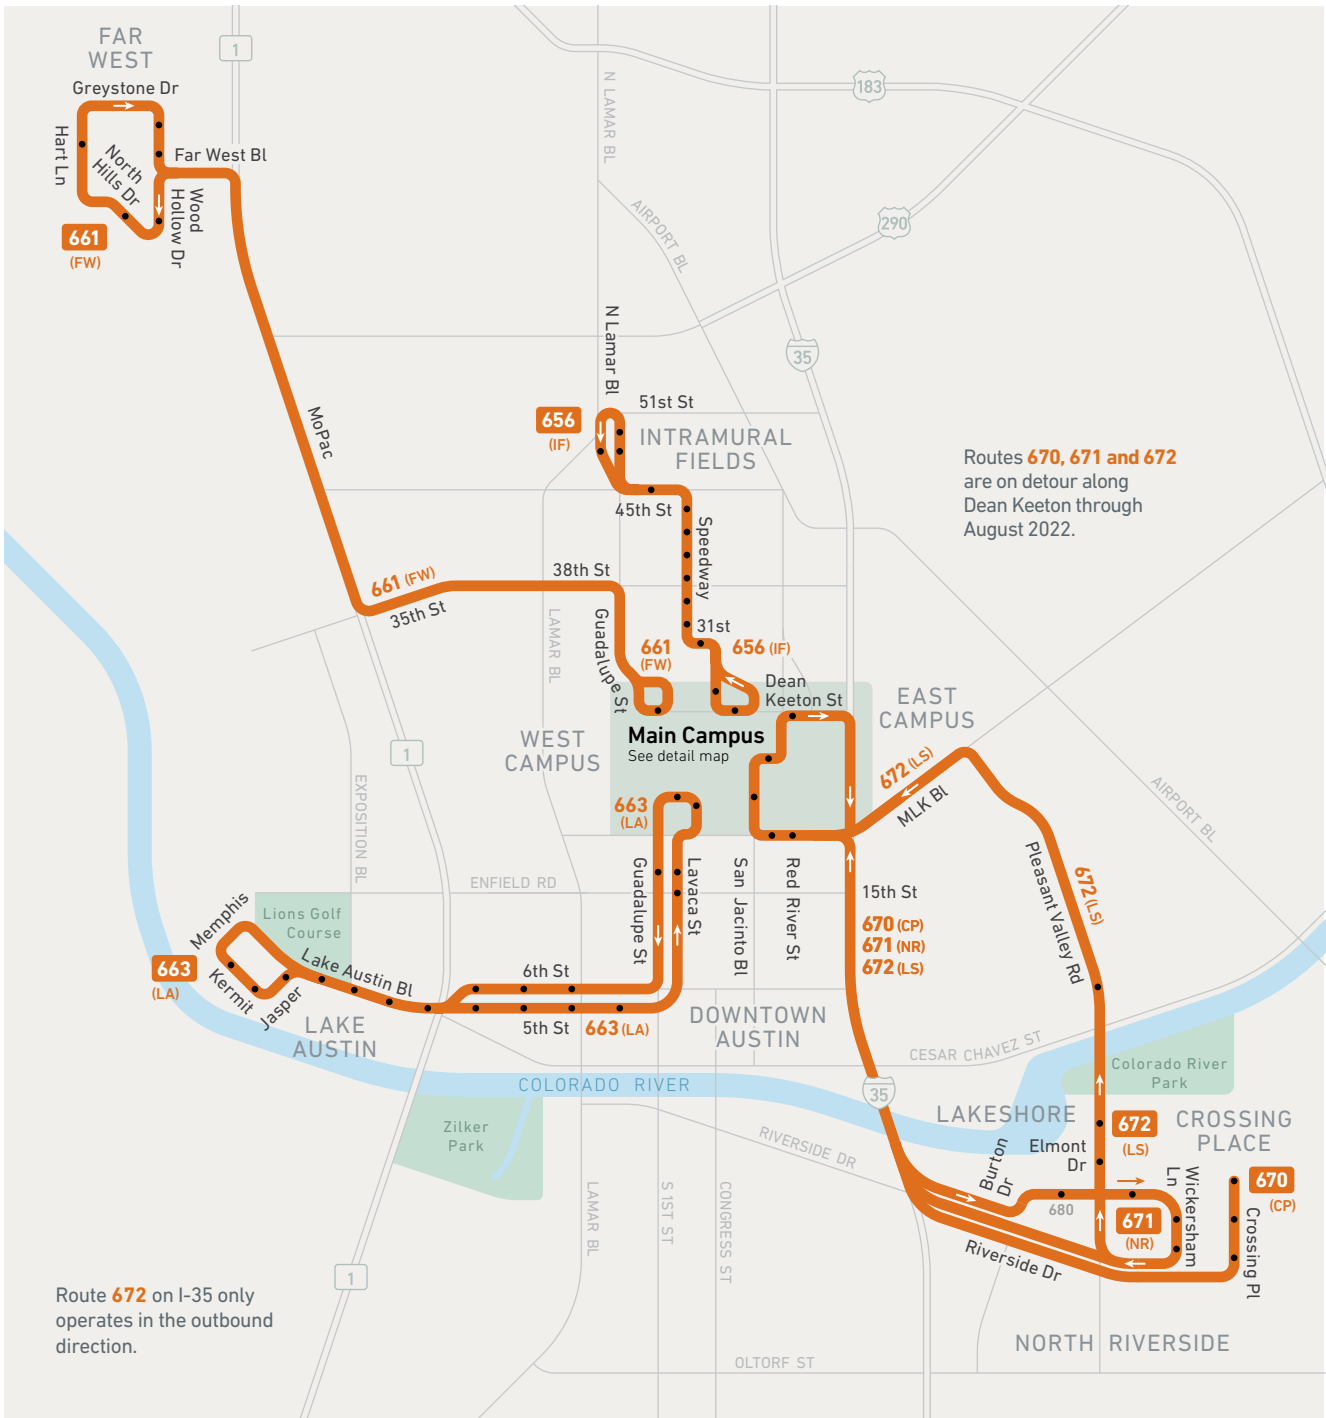 FAR
WEST
1
Greystone Dr
N LAMAR BL
183
Hart Ln
North
Hills Dr
Far West Bl
Wood
Hollow Dr
AIRPORT BL
290
661
(FW)
N Lamar Bl
35
51st St
656
(IF)
INTRAMURAL
FIELDS
MoPac
Routes 670, 671 and 672
are on detour along
Dean Keeton through
August 2022.
45th St
Speedway
661 (FW)
35th St
38th St
LAMAR BL
Guadalupe St
31st
661
(FW)
656 (IF)
Dean
Keeton St
EAST
CAMPUS
WEST
CAMPUS
Main Campus
See detail map
1
672 (LS)
MLK Bl
EXPOSITION BL
663
(LA)
AIRPORT BL
Guadalupe St
Lavaca St
San Jacinto Bl
Red River St
Pleasant Valley Rd
672 (LS)
ENFIELD RD
15th St
670 (CP)
671 (NR)
672 (LS)
Lions Golf
Course
Memphis
663
(LA)
Kermit
Jasper
Lake Austin Bl
6th St
5th St
663 (LA)
DOWNTOWN
AUSTIN
LAKE
AUSTIN
CESAR CHAVEZ ST
COLORADO RIVER
35
Colorado River
Park
Zilker
Park
LAKESHORE
CROSSING
PLACE
672
(LS)
RIVERSIDE DR
Burton
Dr
Elmont
Dr
Wickersham
Ln
670
(CP)
680
671
(NR)
Crossing Pl
LAMAR BL
S 1ST ST
CONGRESS ST
Riverside Dr
1
Route 672 on I-35 only
operates in the outbound
direction.
NORTH RIVERSIDE
OLTORF ST